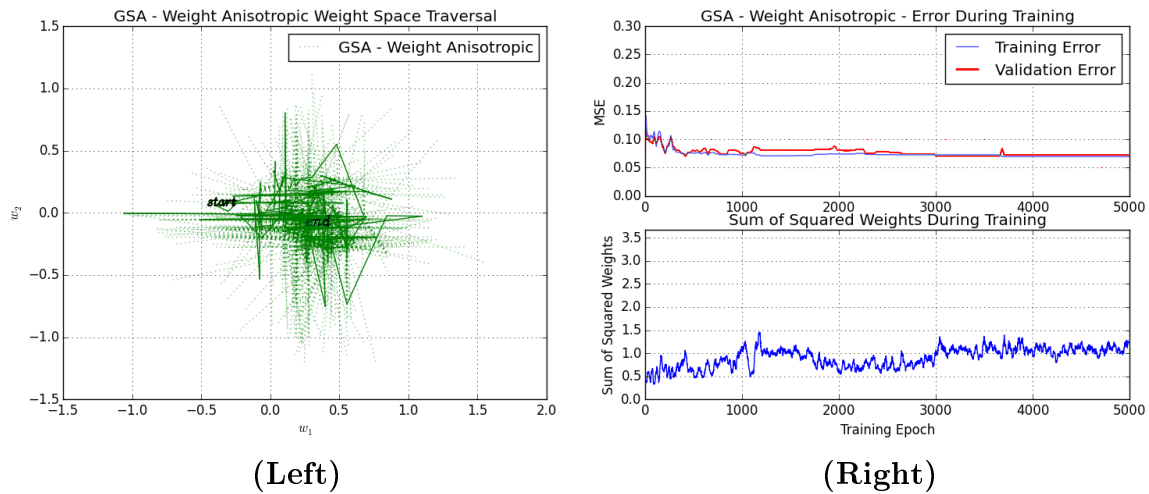 GSA - Weight Anisotropic Weight Space Traversal
GSA - Weight Anisotropic
1.5
1.0
0.5
0.0
−0.5
−1.0
−1.5
w2
start
end
−1.5 −1.0 −0.5 0.0 0.5 1.0 1.5 2.0
w1
(Left)
GSA - Weight Anisotropic - Error During Training
Training Error
Validation Error
0.30
0.25
0.20
0.15
0.10
0.05
0.00
MSE
0 1000 2000 3000 4000 5000
Sum of Squared Weights During Training
3.5
3.0
2.5
2.0
1.5
1.0
0.5
0.0
Sum of Squared Weights
0 1000 2000 3000 4000 5000
Training Epoch
(Right)